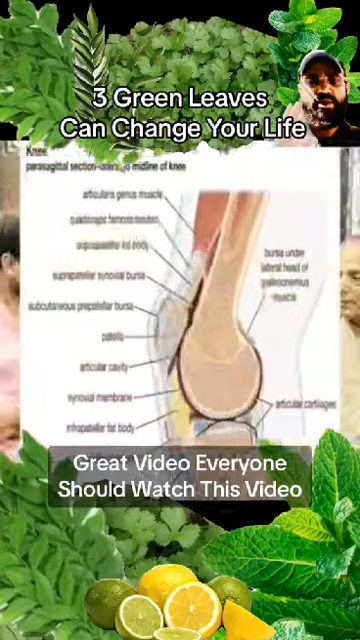 3 Green Leaves
Can Change Your Life
Knee:
parasagittal section-lateral to midline of knee
articularis genus muscle
quadriceps femoris tendon
suprapatellar fat body
suprapatellar synovial bursa
bursa under
lateral head of
gastrocnemius
muscle
subcutaneous prepatellar bursa
patella
articular cavity
synovial membrane
articular cartilages
infrapatellar fat body
Great Video Everyone
Should Watch This Video